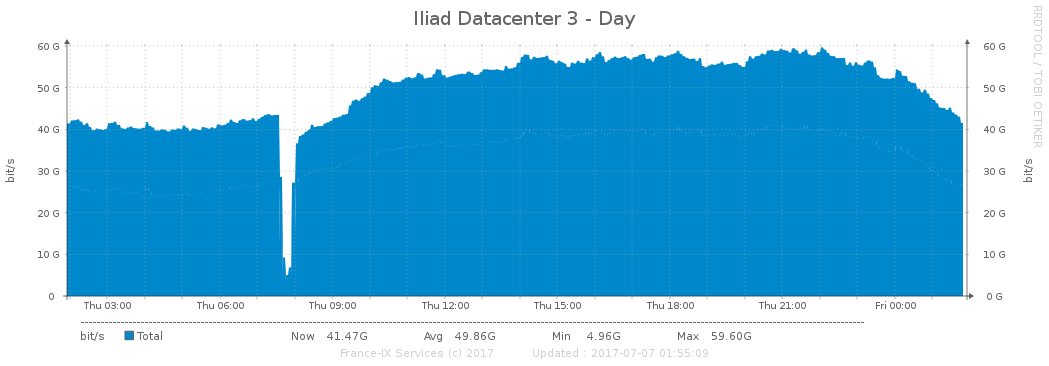 Iliad Datacenter 3 - Day
RRDTOOL / TOBI OETIKER
60 G 60 G
50 G 50 G
40 G 40 G
30 G 30 G
20 G 20 G
10 G 10 G
0 0 G
bit/s bit/s
Thu 03:00 Thu 06:00 Thu 09:00 Thu 12:00 Thu 15:00 Thu 18:00 Thu 21:00 Fri 00:00
bit/s Total Now 41.47G Avg 49.86G Min 4.96G Max 59.60G
France-IX Services (c) 2017 Updated : 2017-07-07 01:55:09